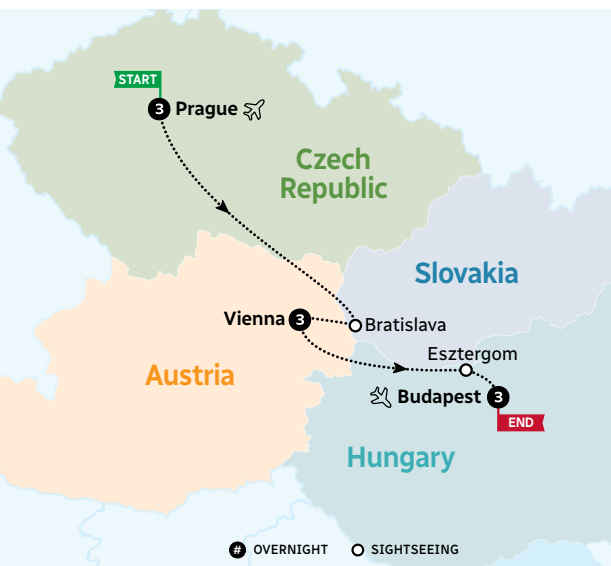 START
3 Prague
Czech
Republic
Slovakia
Vienna 3
Bratislava
Esztergom
Austria
Budapest 3
END
Hungary
# OVERNIGHT
SIGHTSEEING